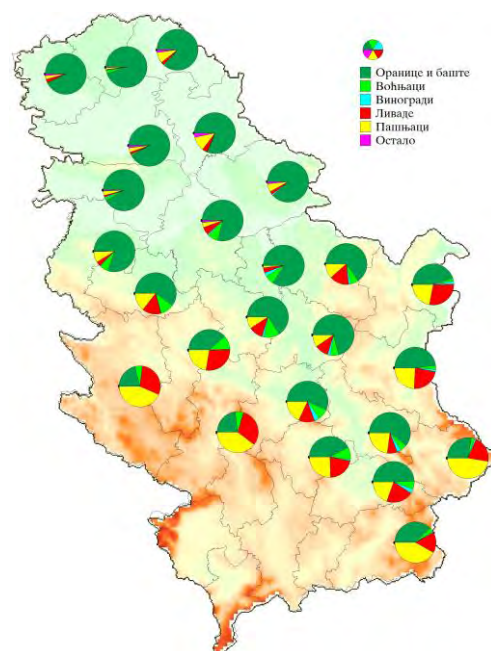 Оранице и баште
Воћњаци
Виногради
Ливаде
Пашњаци
Остало